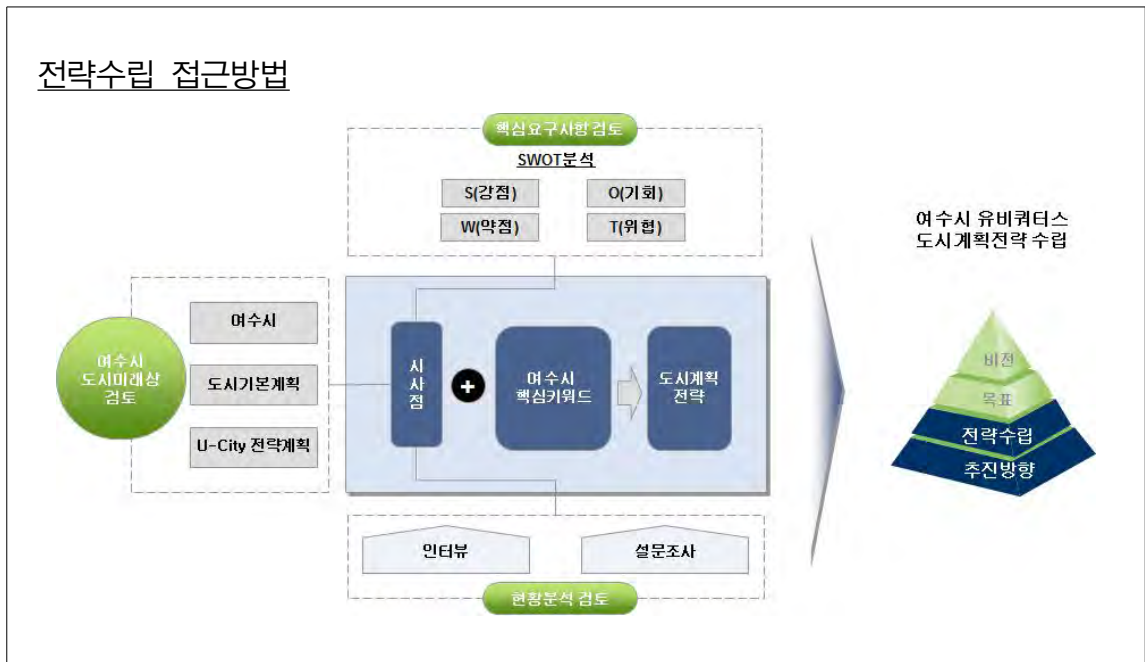 전략수립 접근방법
핵심요구사항 검토
SWOT분석
S(강점)
O(기회)
W(약점)
T(위협)
여수시 유비쿼터스
도시계획전략 수립
여수시
도시미래상
검토
여수시
도시기본계획
U-City 전략계획
시
사
점
여수시
핵심키워드
도시계획
전략
비전
목표
전략수립
추진방향
인터뷰
설문조사
현황분석 검토